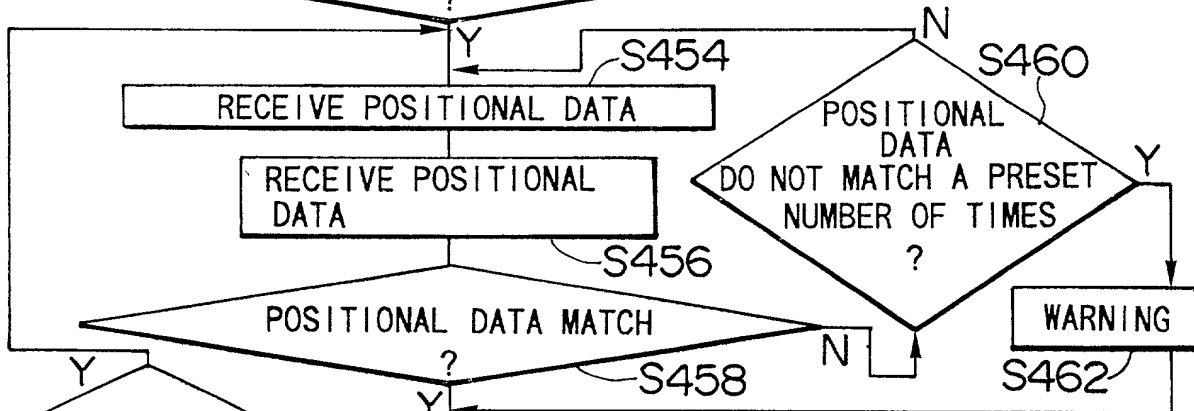 ?
Y
N
S454
S460
RECEIVE POSITIONAL DATA
POSITIONAL
DATA
DO NOT MATCH A PRESET
NUMBER OF TIMES
?
Y
RECEIVE POSITIONAL
DATA
S456
POSITIONAL DATA MATCH
?
N
S458
WARNING
S462
Y
Y